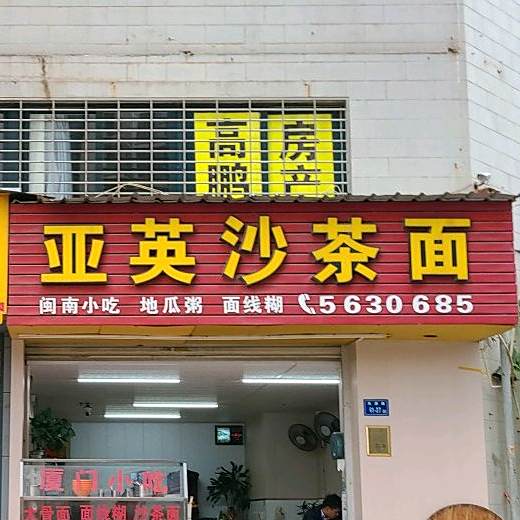 高鹏
房产
亚英沙茶面
闽南小吃 地瓜粥 面线糊 5630685
厦门小吃
大骨面 面线糊 沙茶面